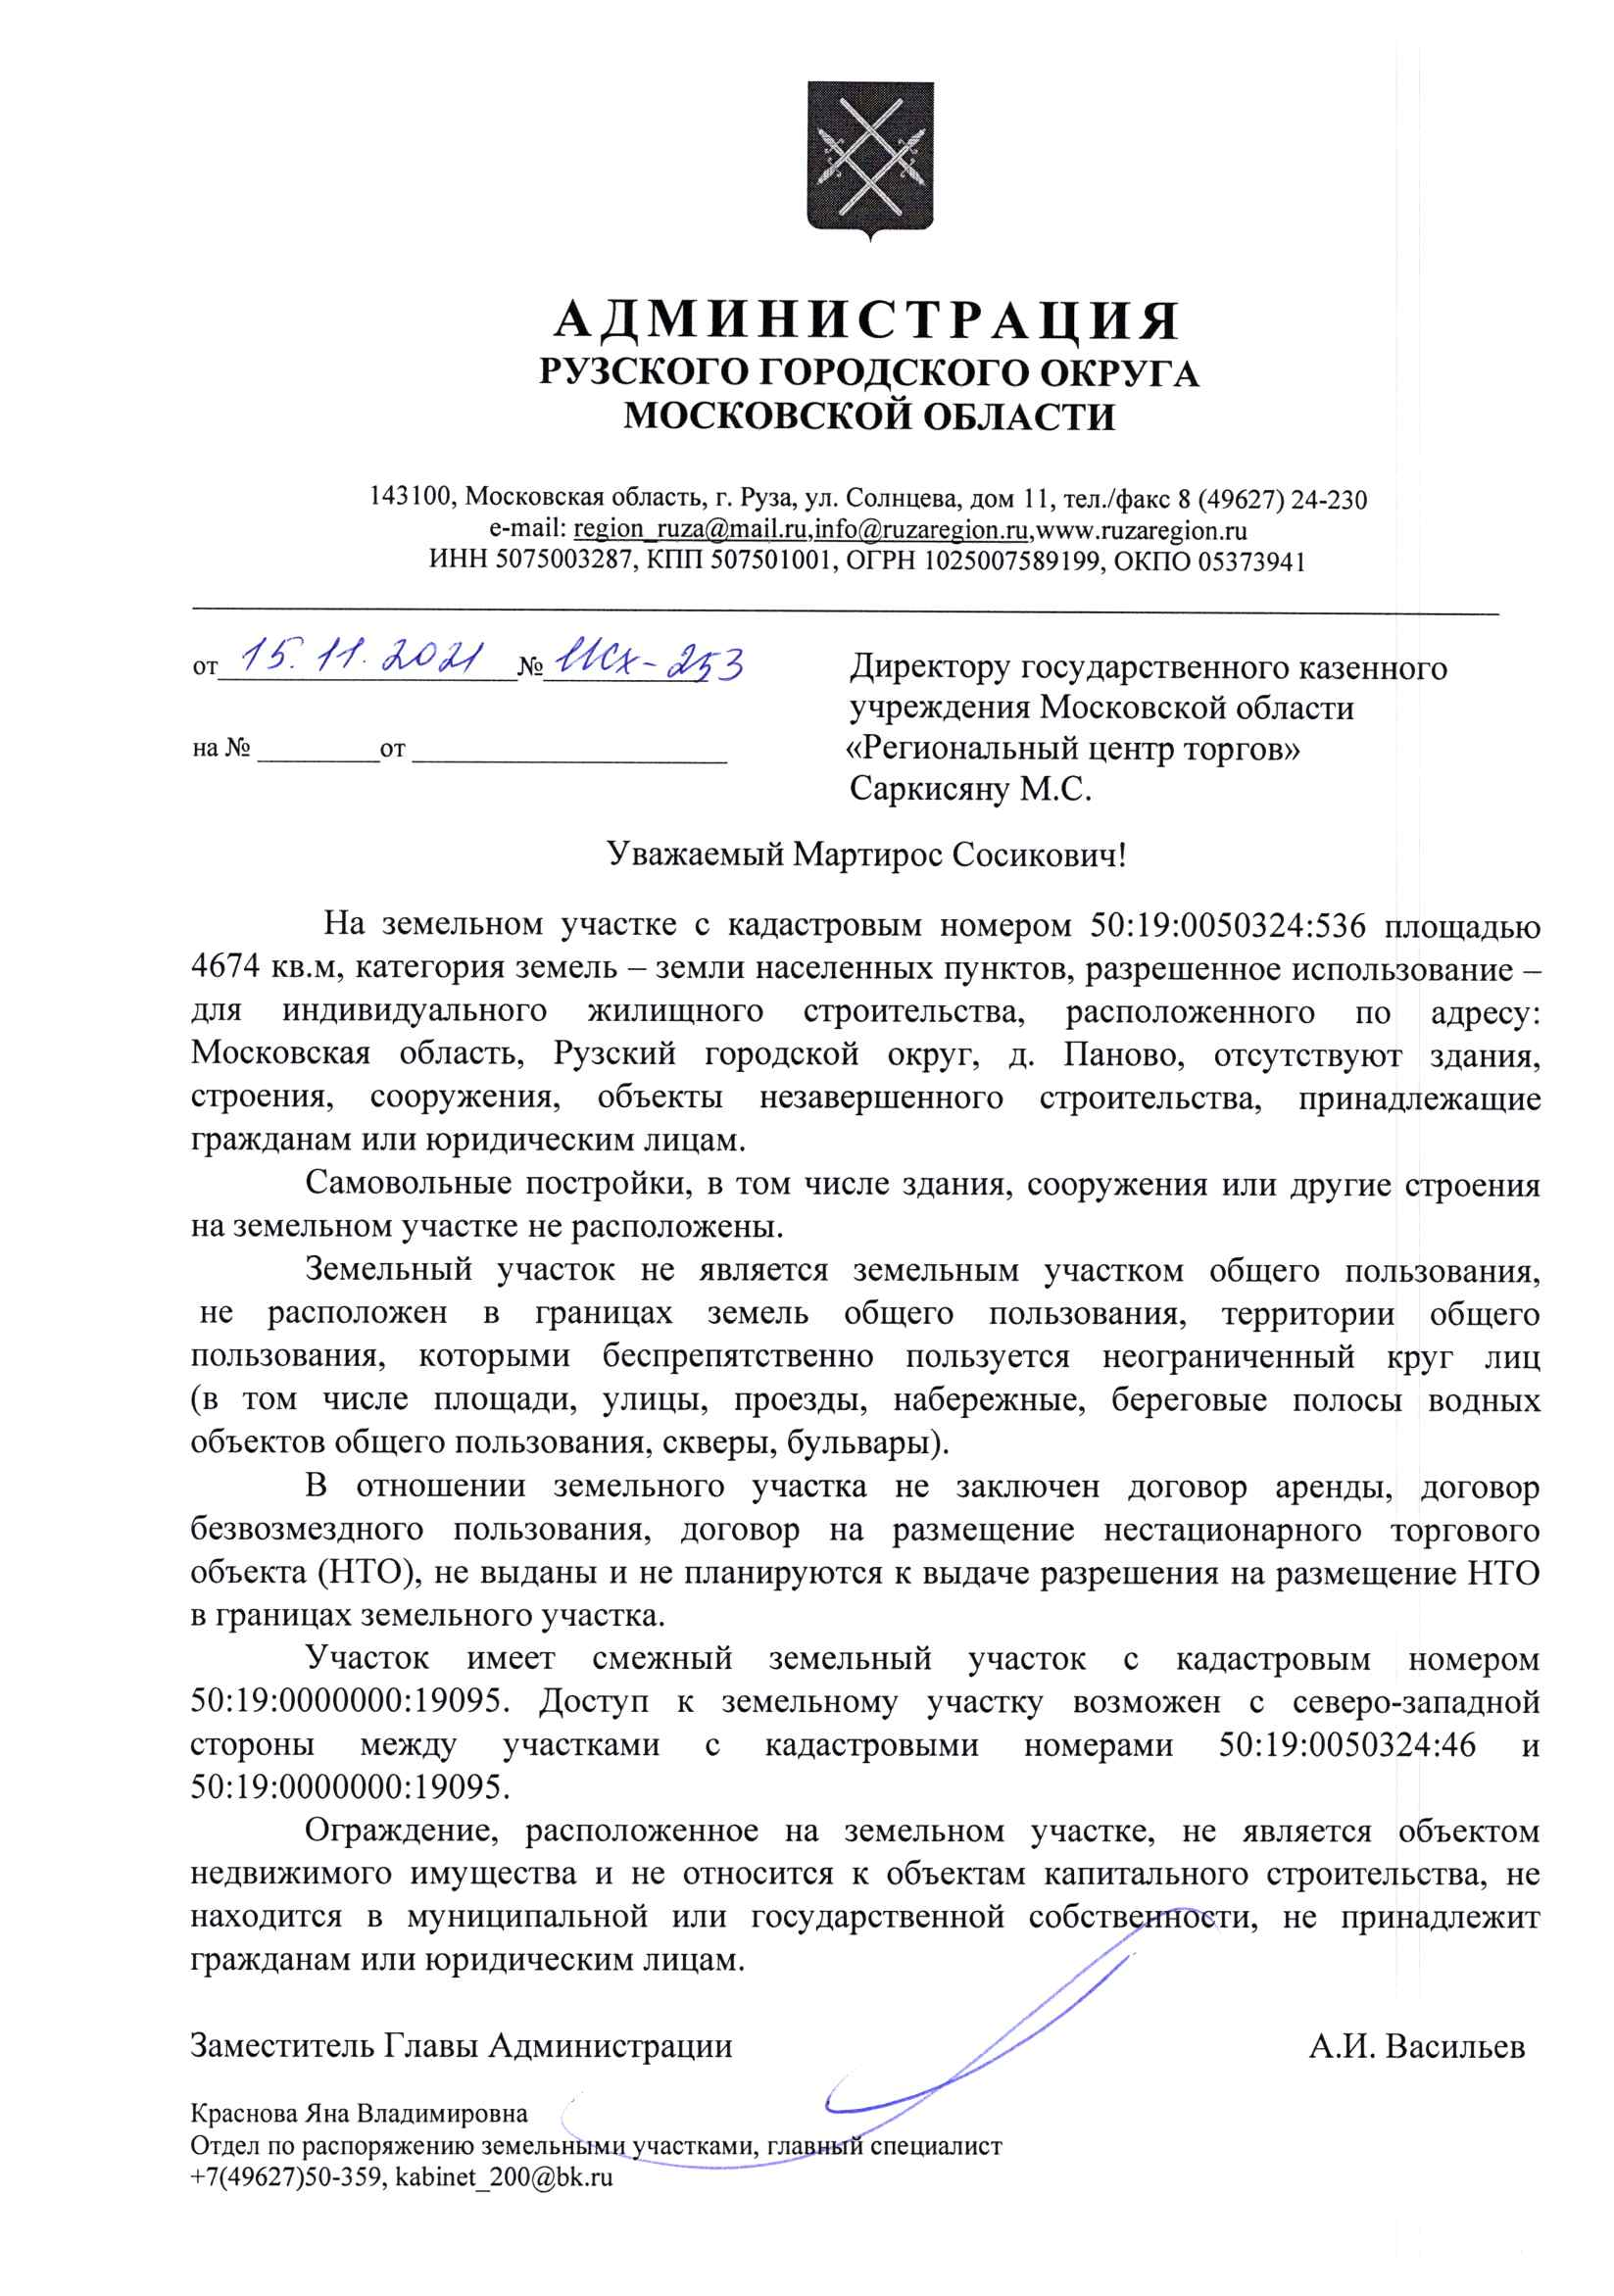 АДМИНИСТРАЦИЯ
РУЗСКОГО ГОРОДСКОГО ОКРУГА
МОСКОВСКОЙ ОБЛАСТИ
143100, Московская область, г. Руза, ул. Солнцева, дом 11, тел./факс 8 (49627) 24-230
e-mail: region_ruza@mail.ru,info@ruzaregion.ru,www.ruzaregion.ru
ИНН 5075003287, КПП 507501001, ОГРН 1025007589199, ОКПО 05373941
от 15.11.2021 № Исх-253
на № _________от ______________________
Директору государственного казенного
учреждения Московской области
«Региональный центр торгов»
Саркисяну М.С.
Уважаемый Мартирос Сосикович!
На земельном участке с кадастровым номером 50:19:0050324:536 площадью
4674 кв.м, категория земель – земли населенных пунктов, разрешенное использование –
для индивидуального жилищного строительства, расположенного по адресу:
Московская область, Рузский городской округ, д. Паново, отсутствуют здания,
строения, сооружения, объекты незавершенного строительства, принадлежащие
гражданам или юридическим лицам.
Самовольные постройки, в том числе здания, сооружения или другие строения
на земельном участке не расположены.
Земельный участок не является земельным участком общего пользования,
не расположен в границах земель общего пользования, территории общего
пользования, которыми беспрепятственно пользуется неограниченный круг лиц
(в том числе площади, улицы, проезды, набережные, береговые полосы водных
объектов общего пользования, скверы, бульвары).
В отношении земельного участка не заключен договор аренды, договор
безвозмездного пользования, договор на размещение нестационарного торгового
объекта (НТО), не выданы и не планируются к выдаче разрешения на размещение НТО
в границах земельного участка.
Участок имеет смежный земельный участок с кадастровым номером
50:19:0000000:19095. Доступ к земельному участку возможен с северо-западной
стороны между участками с кадастровыми номерами 50:19:0050324:46 и
50:19:0000000:19095.
Ограждение, расположенное на земельном участке, не является объектом
недвижимого имущества и не относится к объектам капитального строительства, не
находится в муниципальной или государственной собственности, не принадлежит
гражданам или юридическим лицам.
Заместитель Главы Администрации А.И. Васильев
Краснова Яна Владимировна
Отдел по распоряжению земельными участками, главный специалист
+7(49627)50-359, kabinet_200@bk.ru